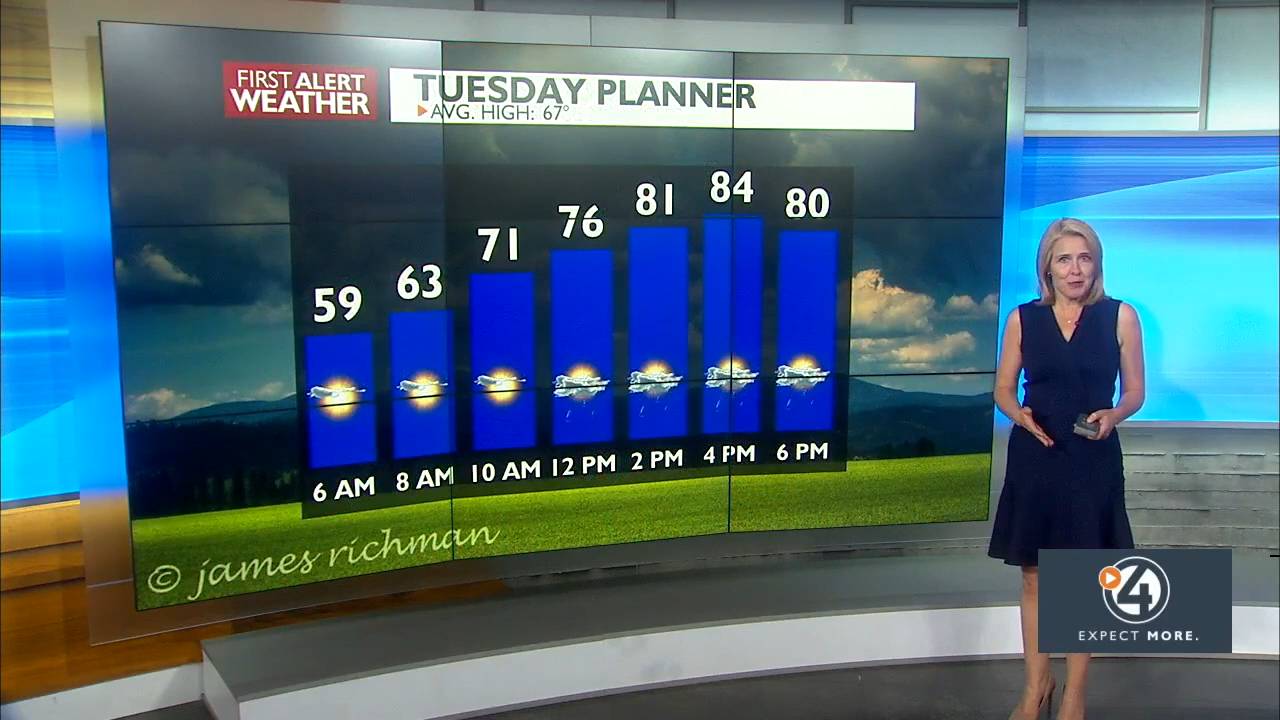 FIRST ALERT
WEATHER
TUESDAY PLANNER
AVG. HIGH: 67°
59
63
71
76
81
84
80
6 AM
8 AM
10 AM
12 PM
2 PM
4 PM
6 PM
© james richman
4
EXPECT MORE.